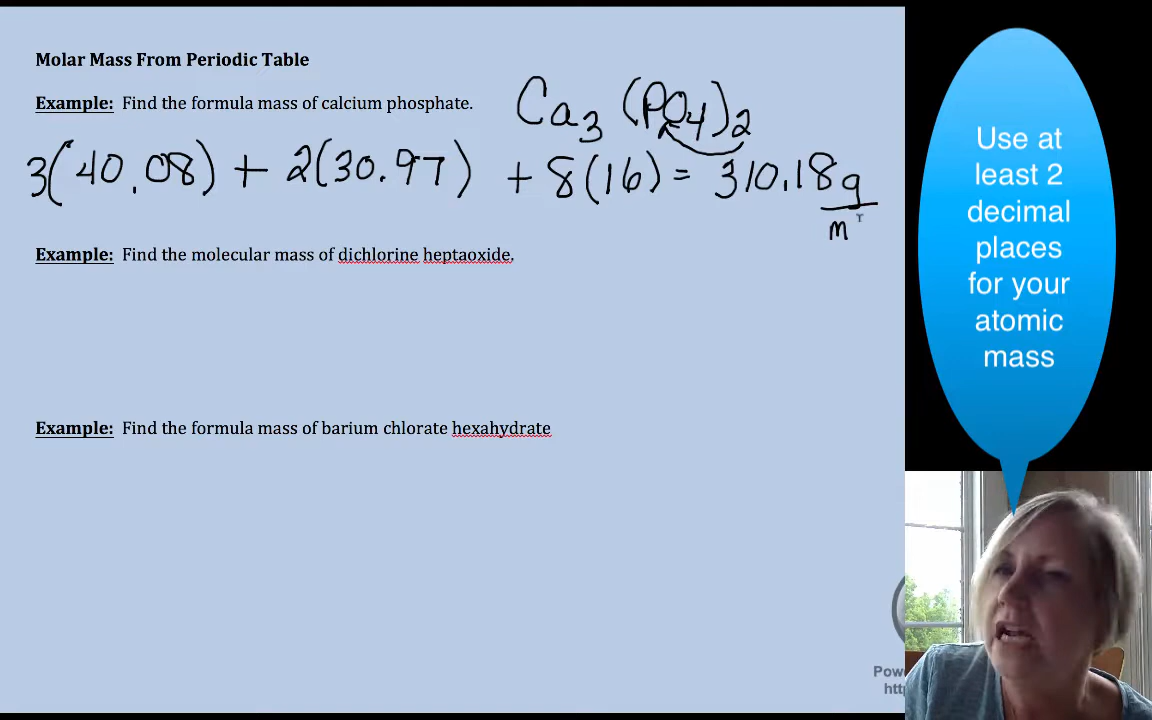 Molar Mass From Periodic Table
Example: Find the formula mass of calcium phosphate.
Ca3(PO4)2
3(40.08) + 2(30.97) + 8(16) = 310.18 g
m
Example: Find the molecular mass of dichlorine heptaoxide.
Example: Find the formula mass of barium chlorate hexahydrate
Use at
least 2
decimal
places
for your
atomic
mass